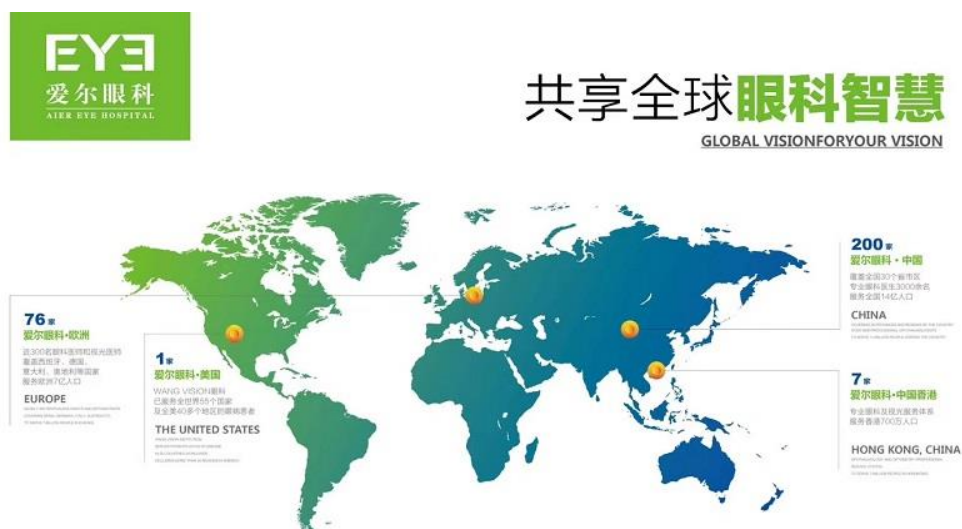 EYE
爱尔眼科
AIER EYE HOSPITAL
共享全球眼科智慧
GLOBAL VISIONFORYOUR VISION
200家
爱尔眼科·中国
覆盖全国30个省市区
专业眼科医生3000余名
服务全国14亿人口
CHINA
76家
爱尔眼科·欧洲
近300名眼科医师和视光医师
覆盖西班牙、德国、
意大利、奥地利等国家
服务欧洲7亿人口
EUROPE
1家
爱尔眼科·美国
WANG VISION眼科
已服务全世界55个国家
及全美40多个地区的眼病患者
THE UNITED STATES
7家
爱尔眼科·中国香港
专业眼科及视光服务体系
服务香港700万人口
HONG KONG, CHINA